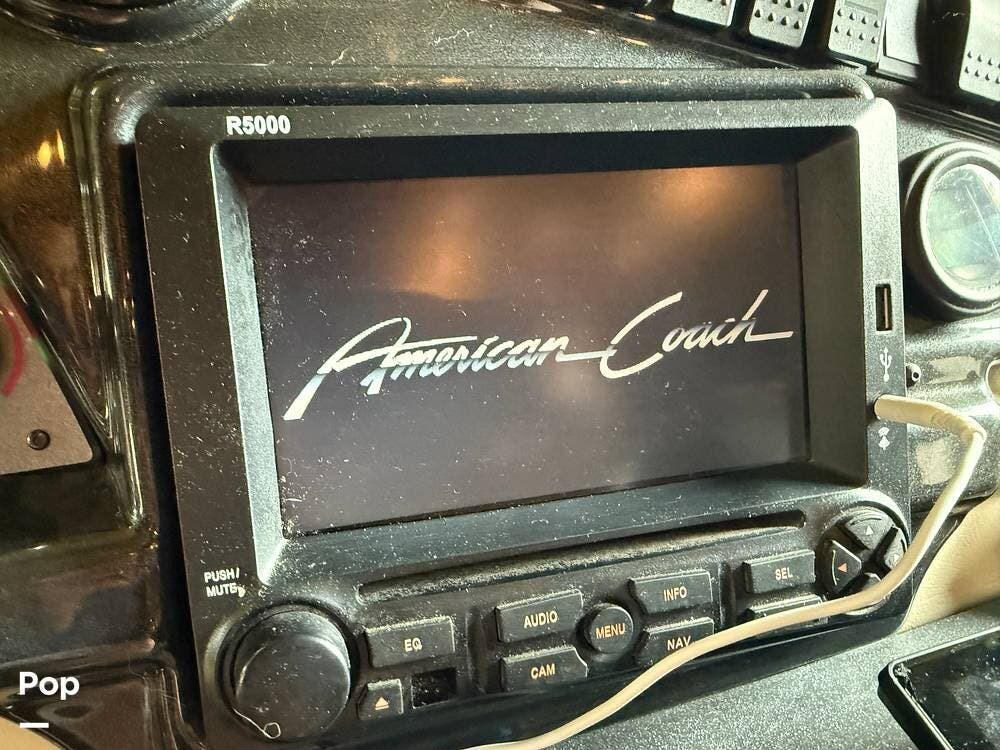 R5000
American Coach
PUSH/
MUTE
EQ
AUDIO
INFO
SEL
MENU
CAM
NAV
Pop